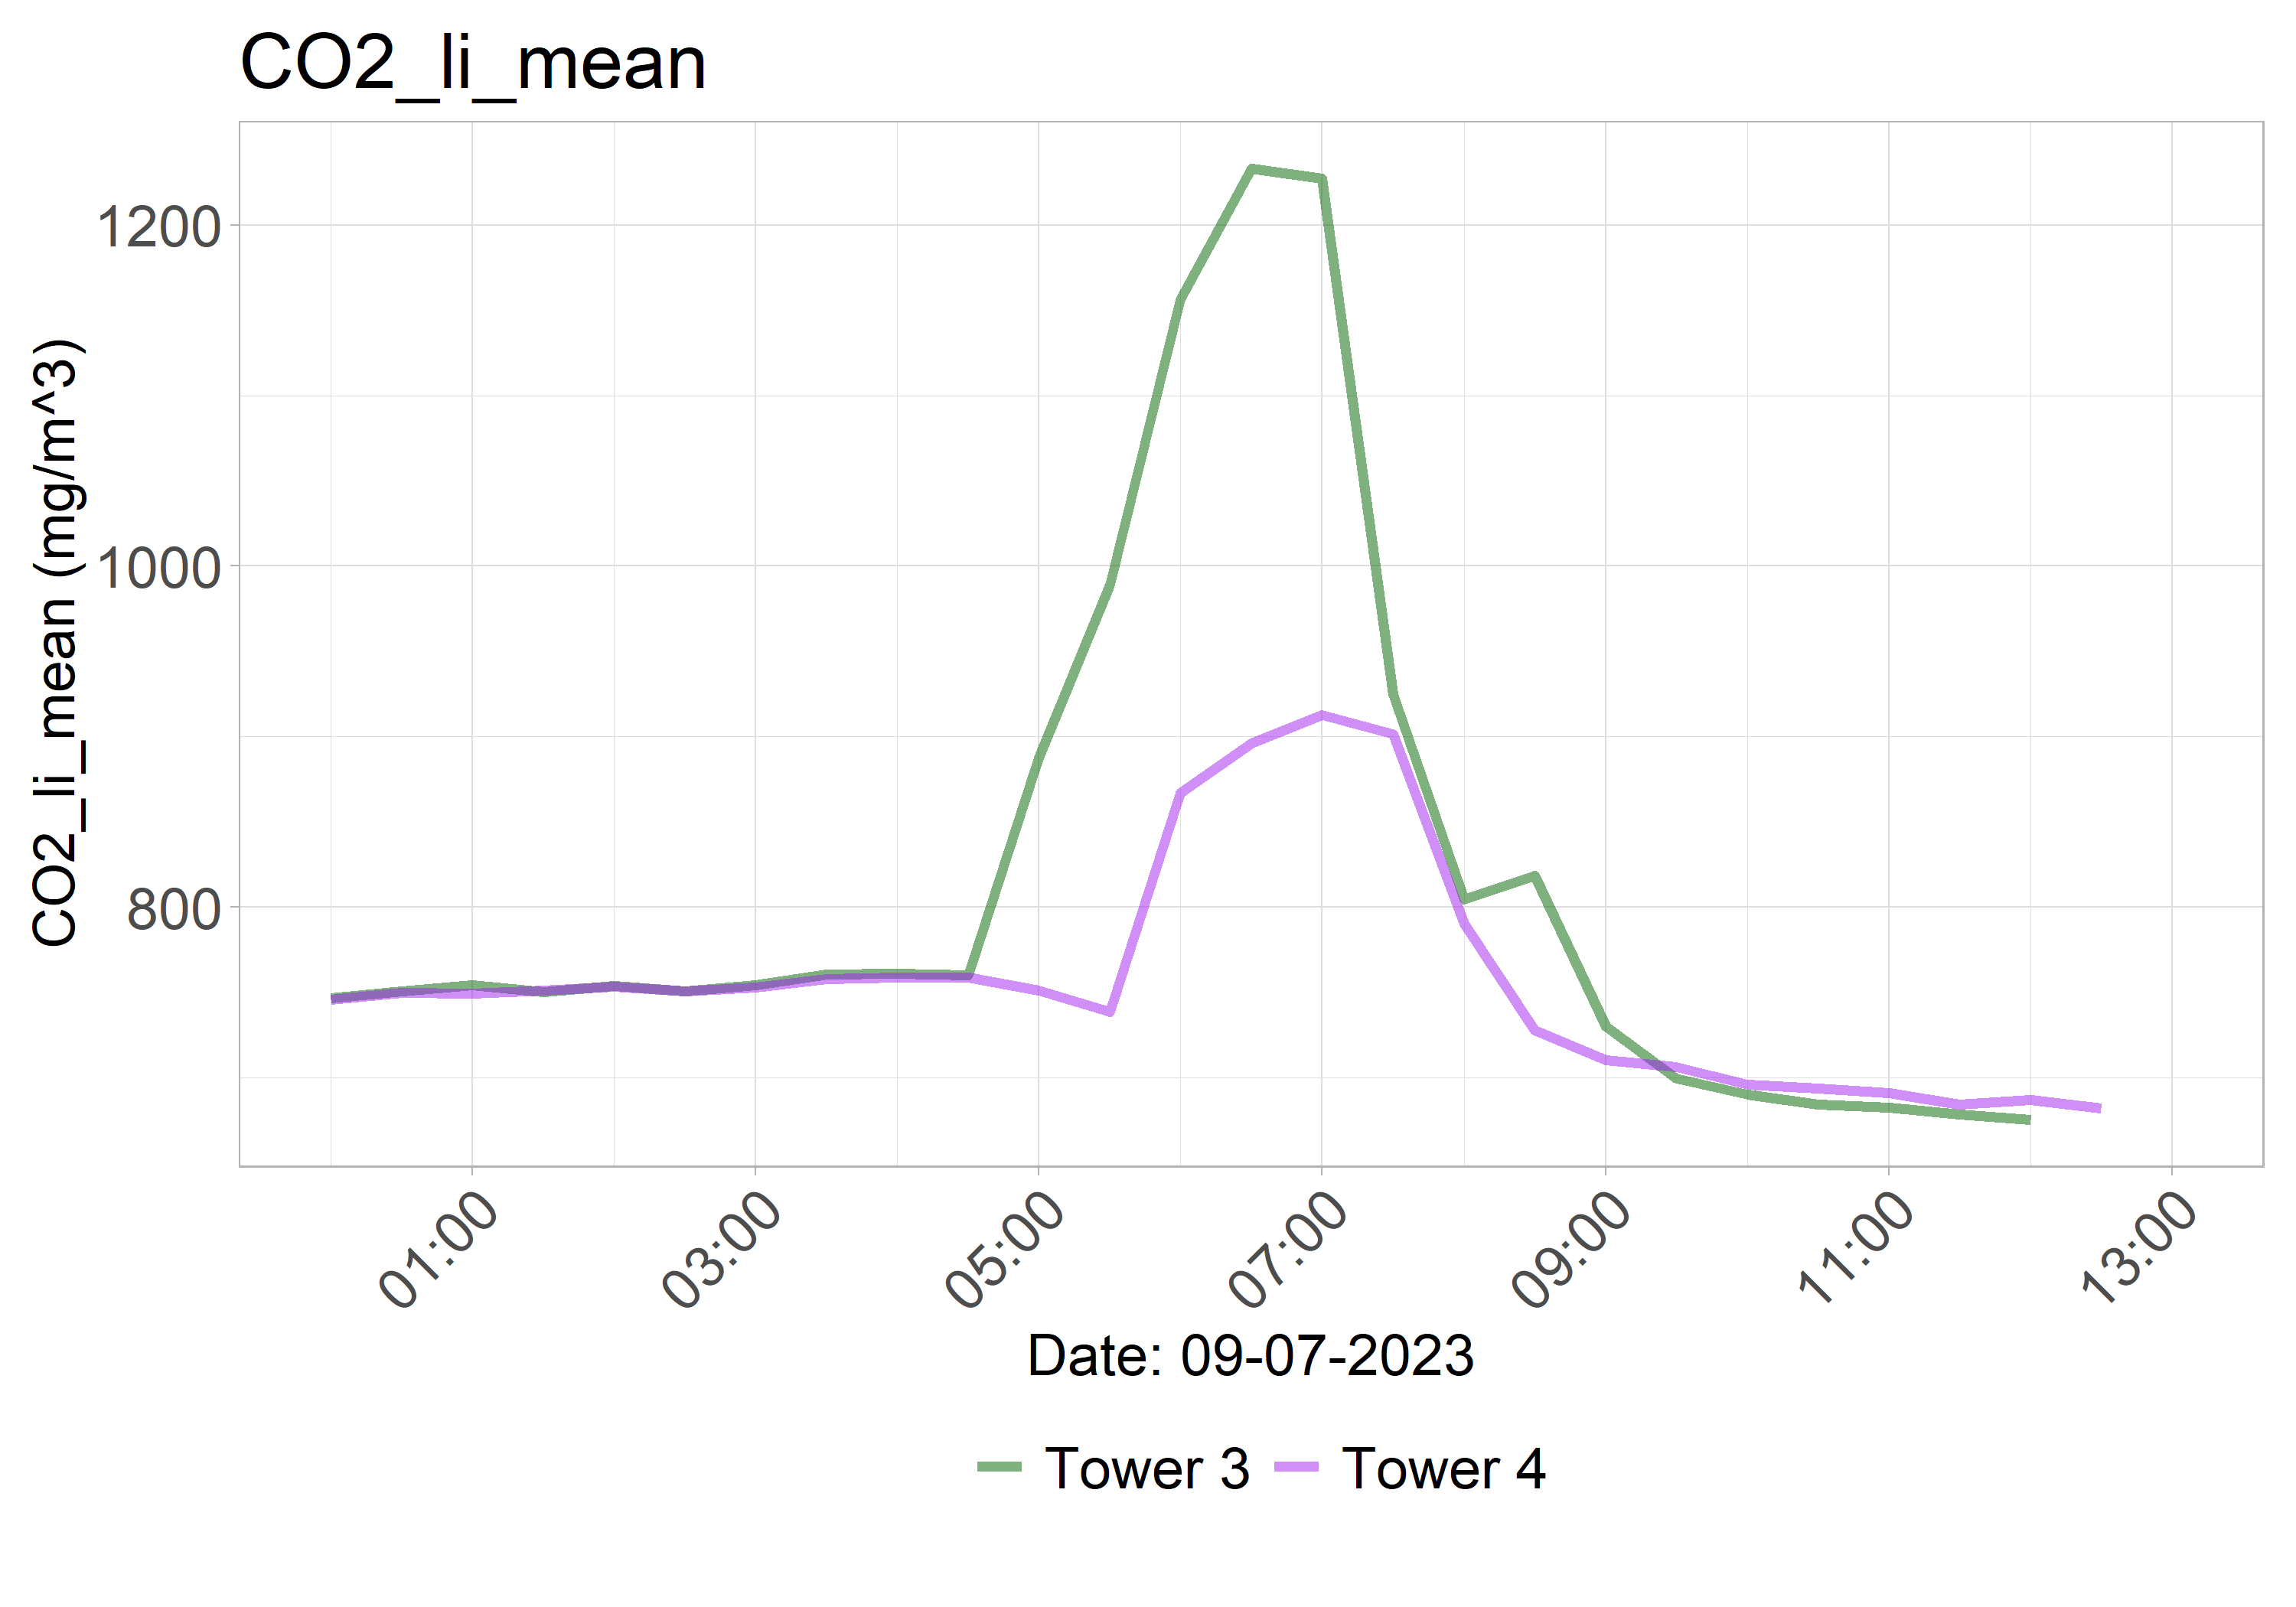 CO2_li_mean
CO2_li_mean (mg/m^3)
1200
1000
800
01:00
03:00
05:00
07:00
09:00
11:00
13:00
Date: 09-07-2023
Tower 3
Tower 4